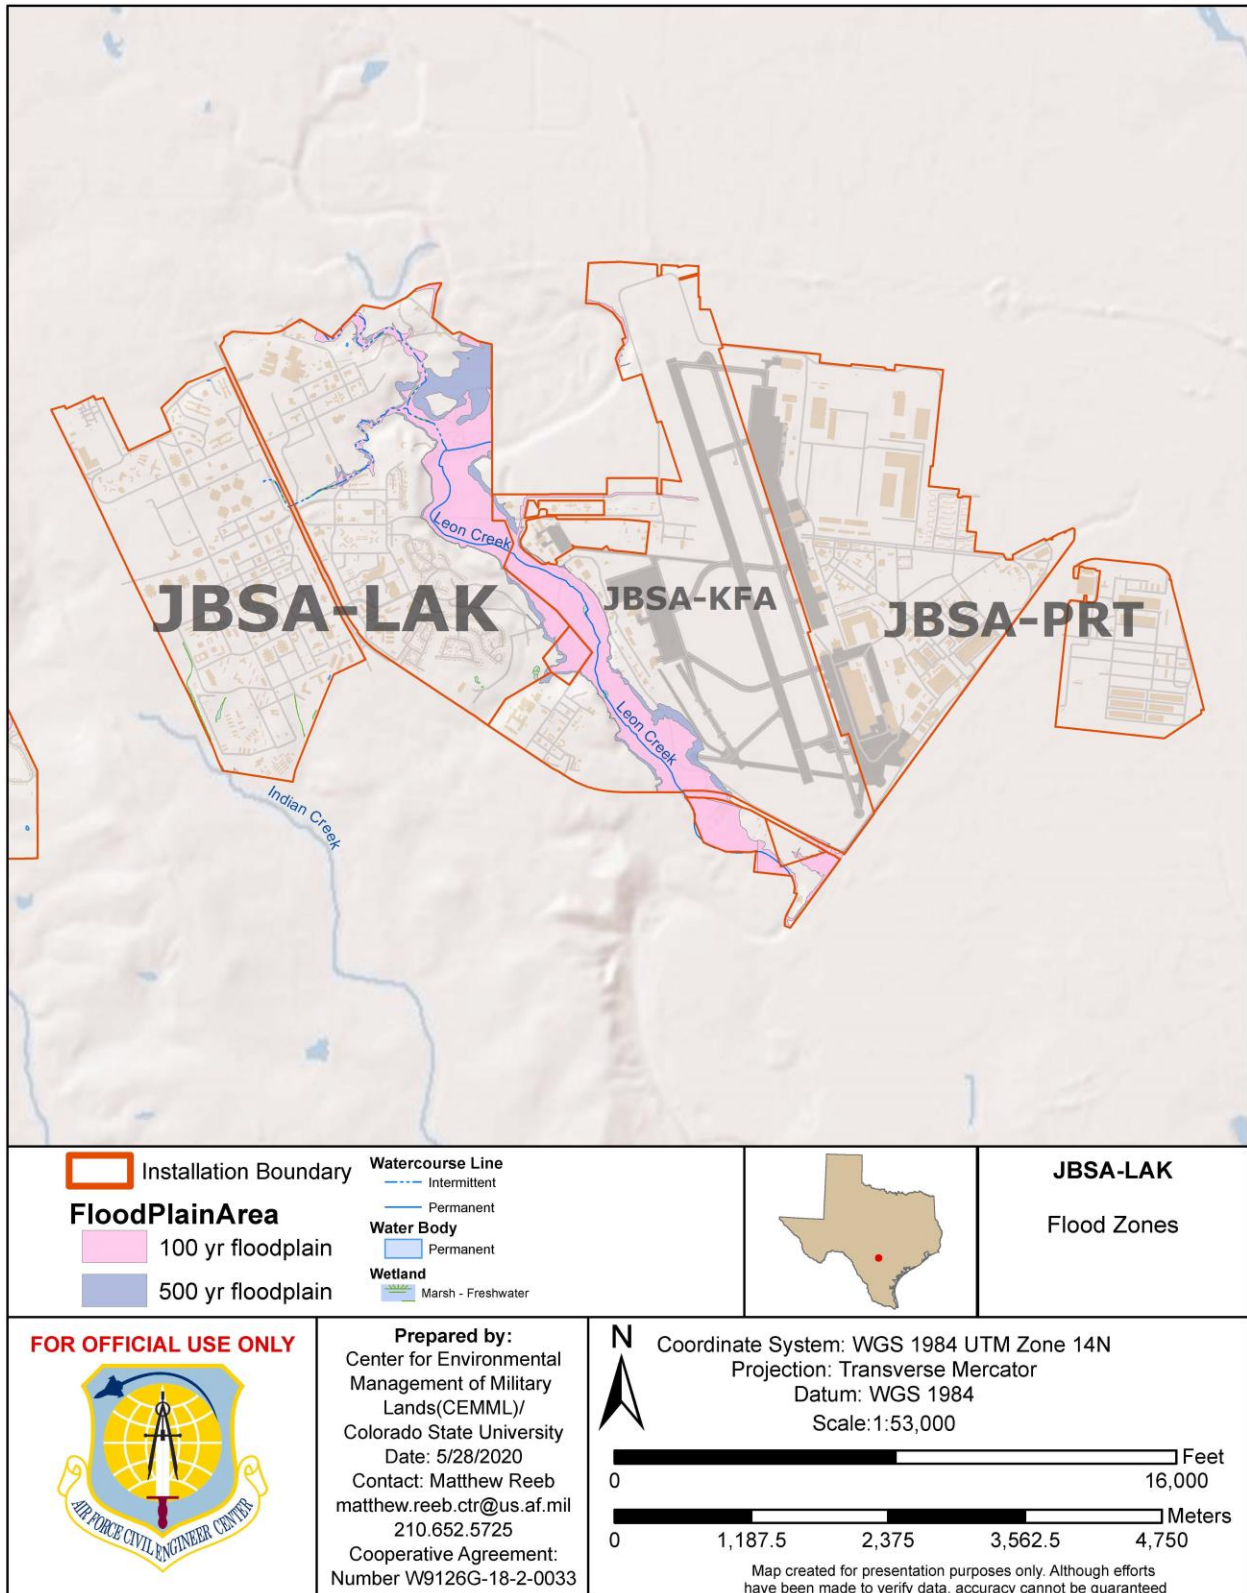 JBSA-LAK
JBSA-KFA
JBSA-PRT
Leon Creek
Leon Creek
Indian Creek
Installation Boundary
FloodPlainArea
100 yr floodplain
500 yr floodplain
Watercourse Line
Intermittent
Permanent
Water Body
Permanent
Wetland
Marsh - Freshwater
JBSA-LAK
Flood Zones
FOR OFFICIAL USE ONLY
AIR FORCE CIVIL ENGINEER CENTER
Prepared by:
Center for Environmental
Management of Military
Lands(CEMML)/
Colorado State University
Date: 5/28/2020
Contact: Matthew Reeb
matthew.reeb.ctr@us.af.mil
210.652.5725
Cooperative Agreement:
Number W9126G-18-2-0033
N
Coordinate System: WGS 1984 UTM Zone 14N
Projection: Transverse Mercator
Datum: WGS 1984
Scale:1:53,000
Feet
0 16,000
Meters
0 1,187.5 2,375 3,562.5 4,750
Map created for presentation purposes only. Although efforts
have been made to verify data, accuracy cannot be guaranteed